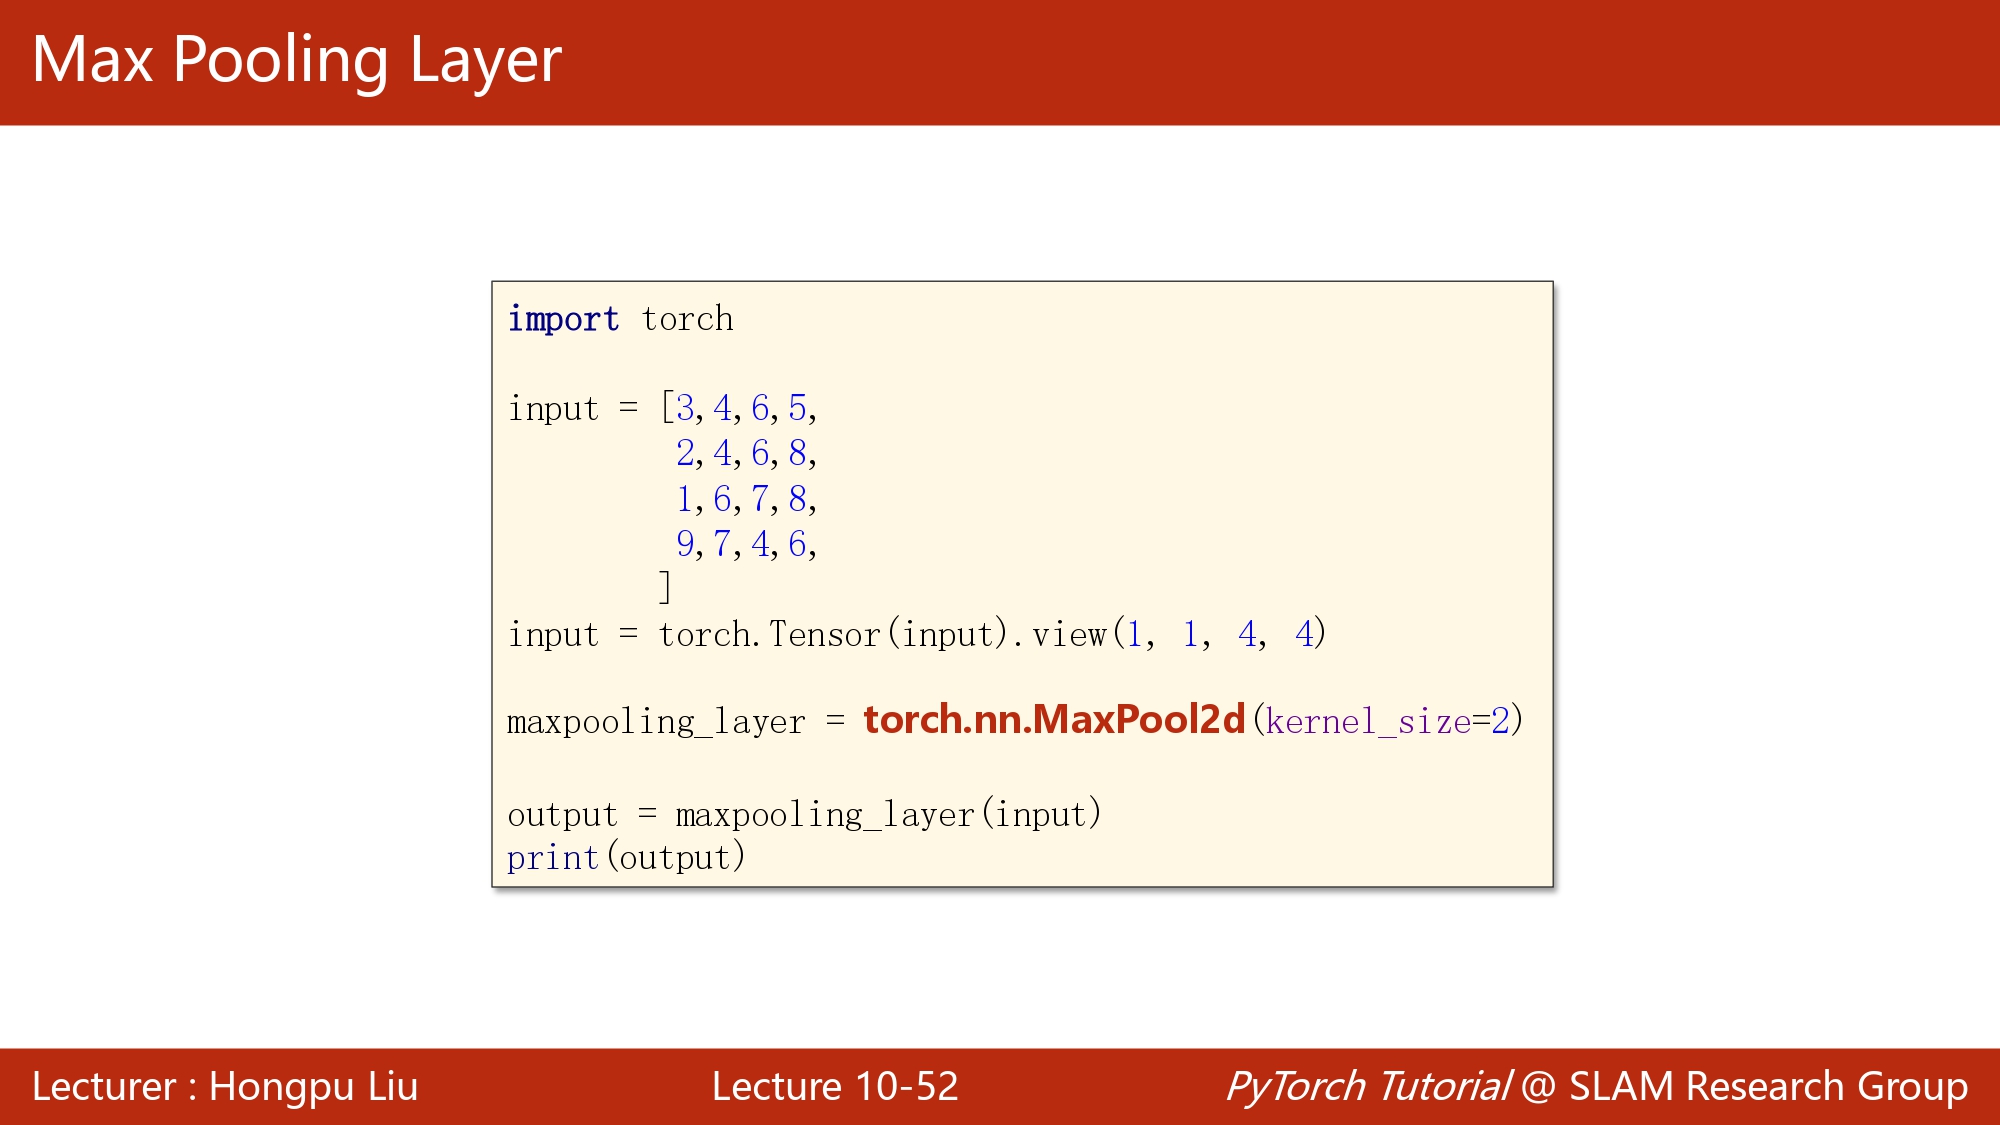 Max Pooling Layer
import torch
input = [3,4,6,5,
2,4,6,8,
1,6,7,8,
9,7,4,6,
]
input = torch.Tensor(input).view(1, 1, 4, 4)
maxpooling_layer = torch.nn.MaxPool2d(kernel_size=2)
output = maxpooling_layer(input)
print(output)
Lecturer : Hongpu Liu
Lecture 10-52
PyTorch Tutorial @ SLAM Research Group